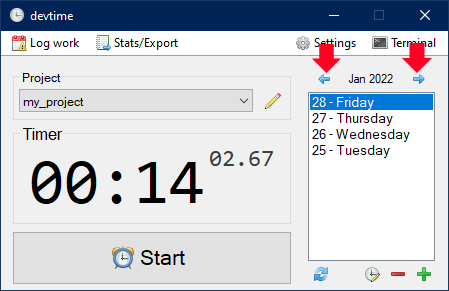 devtime
Log work
Stats/Export
Settings
Terminal
Project
my_project
Timer
00:14
02.67
Start
Jan 2022
28 - Friday
27 - Thursday
26 - Wednesday
25 - Tuesday